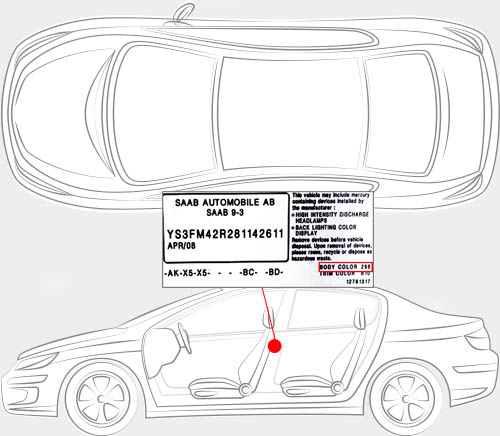 SAAB AUTOMOBILE AB
SAAB 9-3
YS3FM42R281142611
APR/08
-AK-X5-X5- - - -BC- -BD-
This vehicle may include mercury
containing devices installed by
the manufacturer :
● HIGH INTENSITY DISCHARGE
HEADLAMPS
● BACK LIGHTING COLOR
DISPLAY
Remove devices before vehicle
disposal. Upon removal of devices,
please reuse, recycle or dispose as
hazardous waste.
BODY COLOR 298
TRIM COLOR
12781317